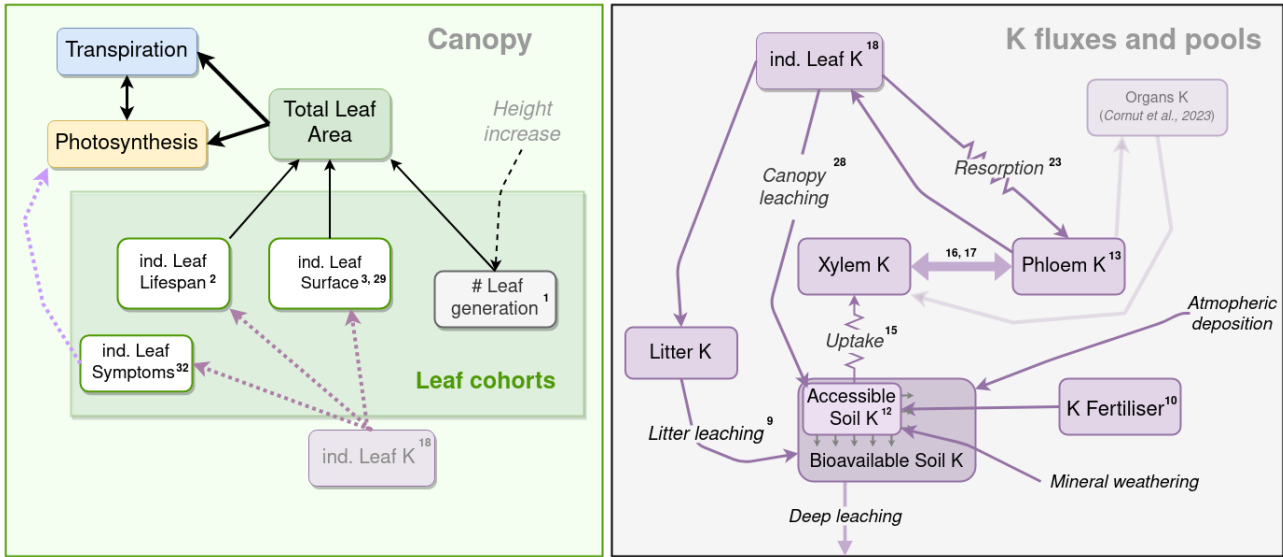 Canopy
Transpiration
Photosynthesis
Total Leaf
Area
Height
increase
ind. Leaf
Lifespan 2
ind. Leaf
Surface 3, 29
# Leaf
generation 1
ind. Leaf
Symptoms 32
Leaf cohorts
ind. Leaf K 18
K fluxes and pools
ind. Leaf K 18
Organs K
(Cornut et al., 2023)
Canopy 28
leaching
Resorption 23
Xylem K
16, 17
Phloem K 13
Atmopheric
deposition
Litter K
Uptake 15
Accessible
Soil K 12
K Fertiliser 10
Litter leaching 9
Bioavailable Soil K
Mineral weathering
Deep leaching